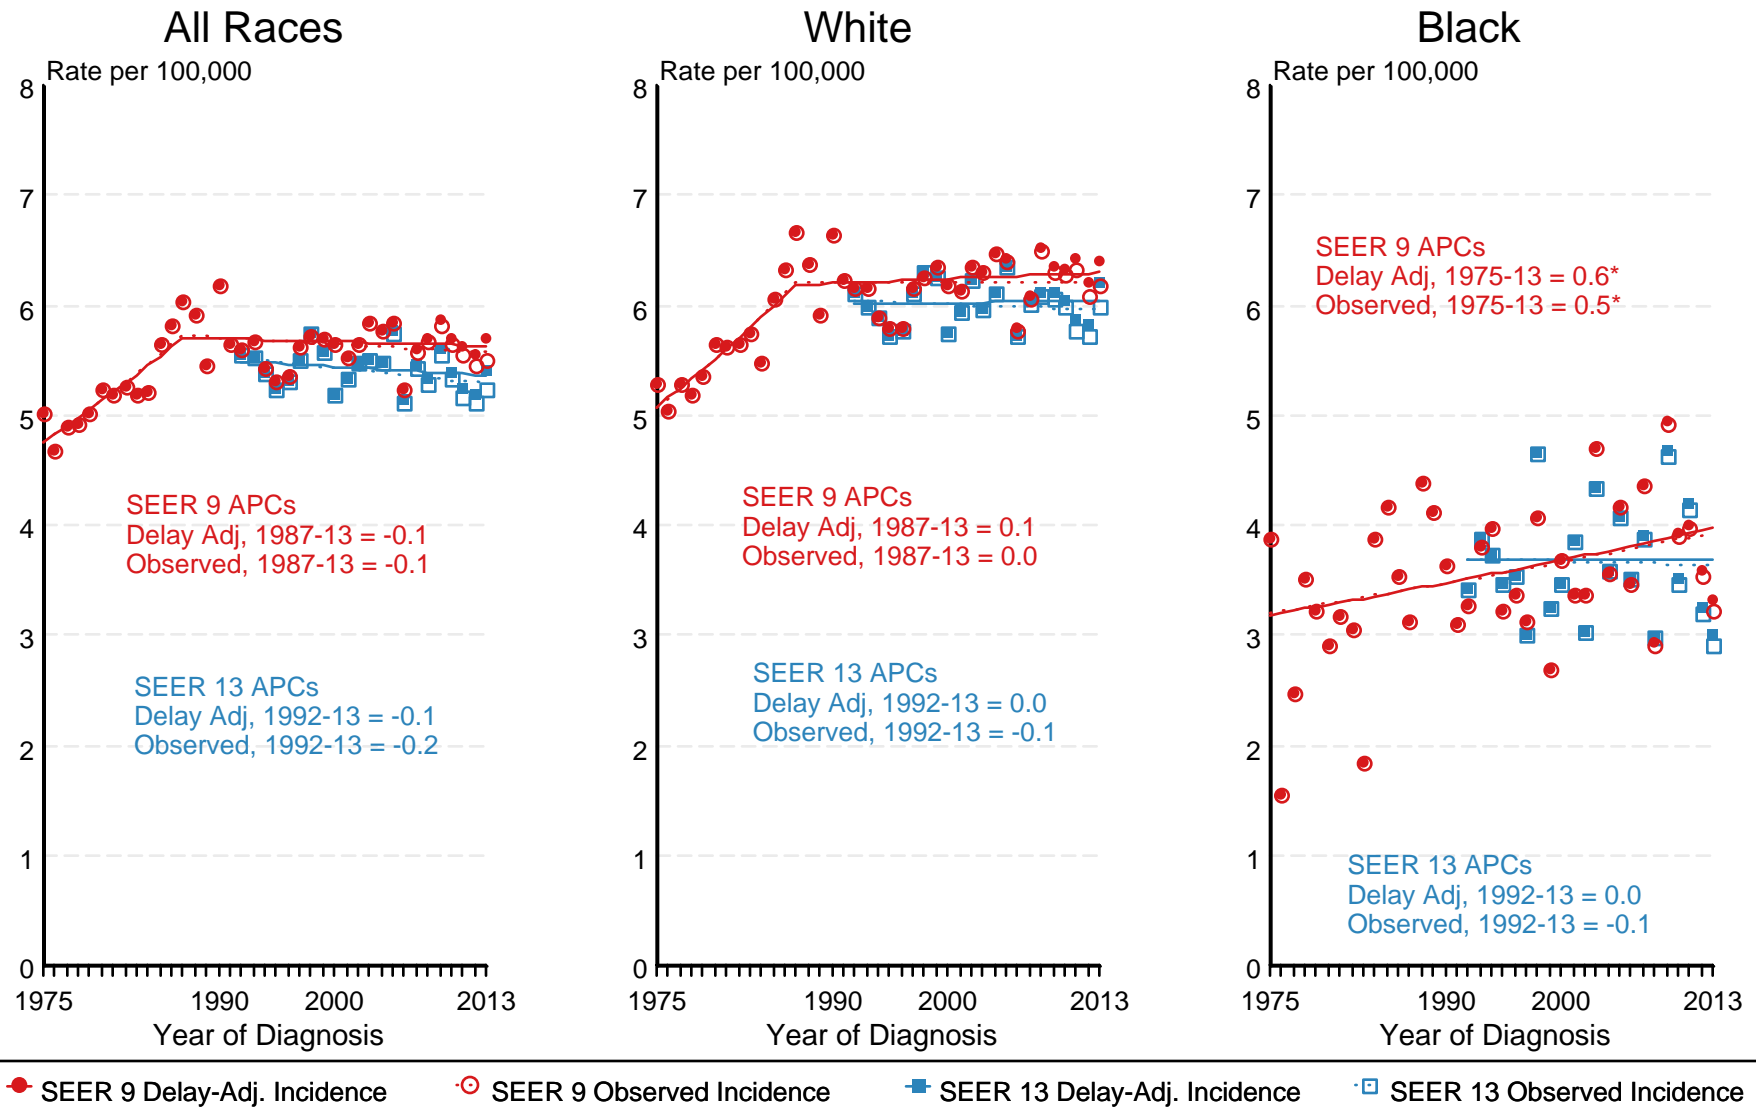 All Races
Rate per 100,000
8
7
6
5
4
3
2
1
0
SEER 9 APCs
Delay Adj, 1987-13 = -0.1
Observed, 1987-13 = -0.1
SEER 13 APCs
Delay Adj, 1992-13 = -0.1
Observed, 1992-13 = -0.2
1975 1990 2000 2013
Year of Diagnosis
White
Rate per 100,000
8
7
6
5
4
3
2
1
0
SEER 9 APCs
Delay Adj, 1987-13 = 0.1
Observed, 1987-13 = 0.0
SEER 13 APCs
Delay Adj, 1992-13 = 0.0
Observed, 1992-13 = -0.1
1975 1990 2000 2013
Year of Diagnosis
Black
Rate per 100,000
8
7
6
5
4
3
2
1
0
SEER 9 APCs
Delay Adj, 1975-13 = 0.6*
Observed, 1975-13 = 0.5*
SEER 13 APCs
Delay Adj, 1992-13 = 0.0
Observed, 1992-13 = -0.1
1975 1990 2000 2013
Year of Diagnosis
SEER 9 Delay-Adj. Incidence SEER 9 Observed Incidence SEER 13 Delay-Adj. Incidence SEER 13 Observed Incidence